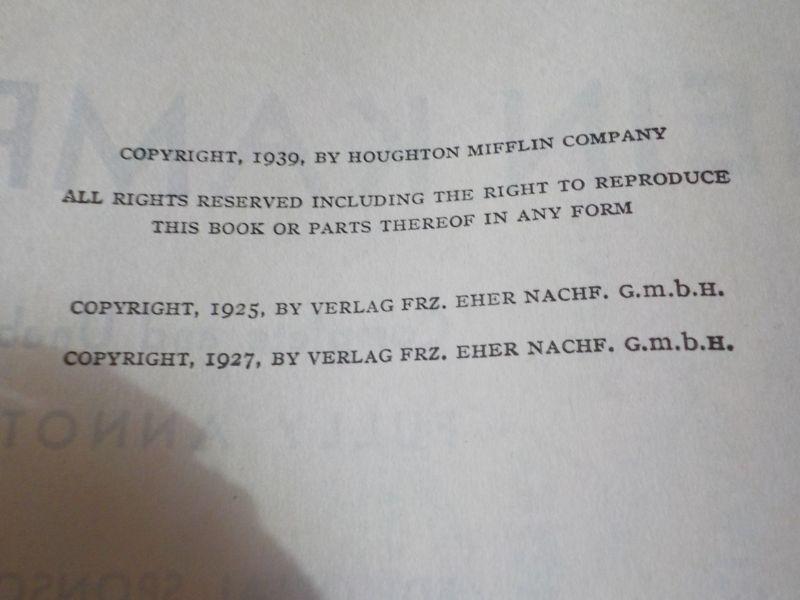 COPYRIGHT, 1939, BY HOUGHTON MIFFLIN COMPANY
ALL RIGHTS RESERVED INCLUDING THE RIGHT TO REPRODUCE
THIS BOOK OR PARTS THEREOF IN ANY FORM
COPYRIGHT, 1925, BY VERLAG FRZ. EHER NACHF. G.m.b.H.
COPYRIGHT, 1927, BY VERLAG FRZ. EHER NACHF. G.m.b.H.